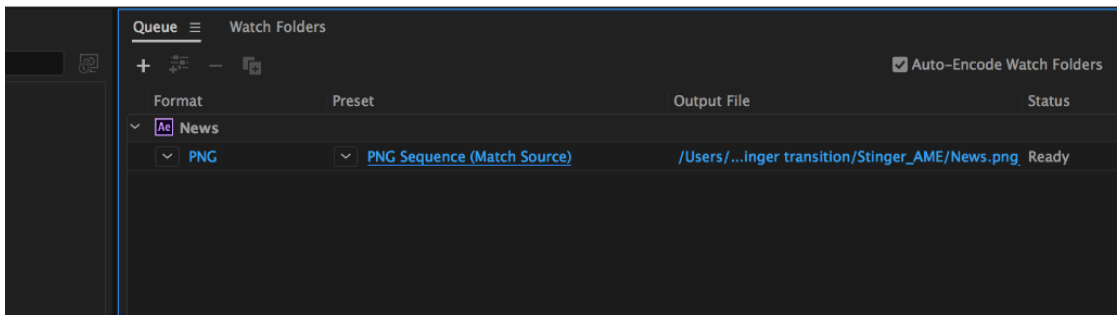 Queue Watch Folders
Auto-Encode Watch Folders
Format Preset Output File Status
Ae News
PNG PNG Sequence (Match Source) /Users/...inger transition/Stinger_AME/News.png Ready